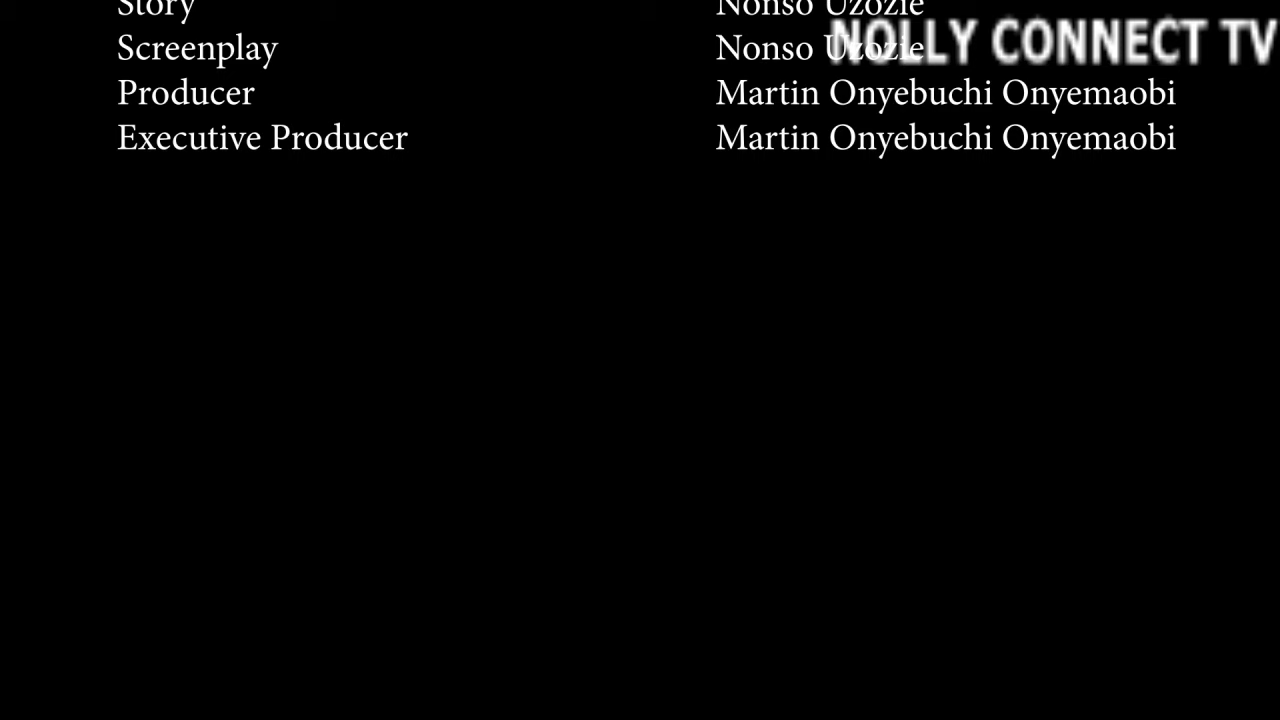 Story Nonso Uzozie
Screenplay Nonso Uzozie
NOLLY CONNECT TV
Producer Martin Onyebuchi Onyemaobi
Executive Producer Martin Onyebuchi Onyemaobi